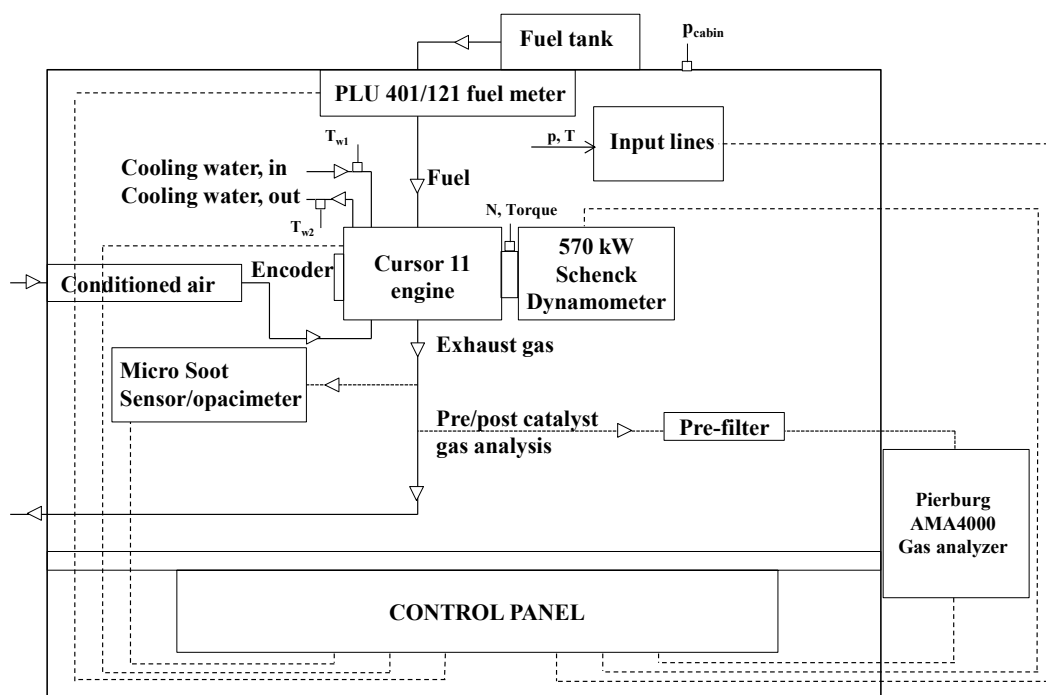 Fuel tank
p_cabin
PLU 401/121 fuel meter
T_w1
p, T
Input lines
Cooling water, in
Cooling water, out
Fuel
T_w2
N, Torque
Encoder
Cursor 11
engine
570 kW
Schenck
Dynamometer
Conditioned air
Exhaust gas
Micro Soot
Sensor/opacimeter
Pre/post catalyst
gas analysis
Pre-filter
Pierburg
AMA4000
Gas analyzer
CONTROL PANEL